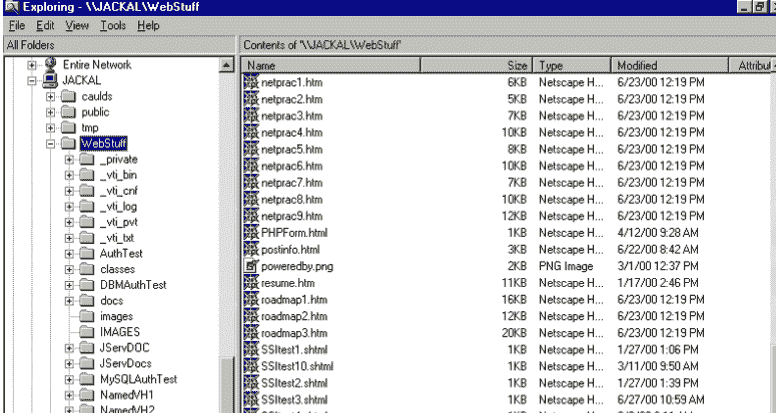 Exploring - \\JACKAL\WebStuff
File Edit View Tools Help
All Folders
Contents of '\\JACKAL\WebStuff'
Entire Network
JACKAL
caulds
public
tmp
WebStuff
_private
_vti_bin
_vti_cnf
_vti_log
_vti_pvt
_vti_txt
AuthTest
classes
DBMAuthTest
docs
images
IMAGES
JServDOC
JServDocs
MySQLAuthTest
NamedVH1
NamedVH2
Name Size Type Modified Attribu
netprac1.htm 6KB Netscape H... 6/23/00 12:19 PM
netprac2.htm 5KB Netscape H... 6/23/00 12:19 PM
netprac3.htm 7KB Netscape H... 6/23/00 12:19 PM
netprac4.htm 10KB Netscape H... 6/23/00 12:19 PM
netprac5.htm 8KB Netscape H... 6/23/00 12:19 PM
netprac6.htm 10KB Netscape H... 6/23/00 12:19 PM
netprac7.htm 7KB Netscape H... 6/23/00 12:19 PM
netprac8.htm 10KB Netscape H... 6/23/00 12:19 PM
netprac9.htm 12KB Netscape H... 6/23/00 12:19 PM
PHPForm.html 1KB Netscape H... 4/12/00 9:28 AM
postinfo.html 3KB Netscape H... 6/22/00 8:42 AM
poweredby.png 2KB PNG Image 3/1/00 12:37 PM
resume.htm 11KB Netscape H... 1/17/00 2:46 PM
roadmap1.htm 16KB Netscape H... 6/23/00 12:19 PM
roadmap2.htm 12KB Netscape H... 6/23/00 12:19 PM
roadmap3.htm 20KB Netscape H... 6/23/00 12:19 PM
SSItest1.shtml 1KB Netscape H... 1/27/00 1:06 PM
SSItest10.shtml 1KB Netscape H... 3/11/00 9:50 AM
SSItest2.shtml 1KB Netscape H... 1/27/00 1:39 PM
SSItest3.shtml 1KB Netscape H... 6/27/00 10:59 AM